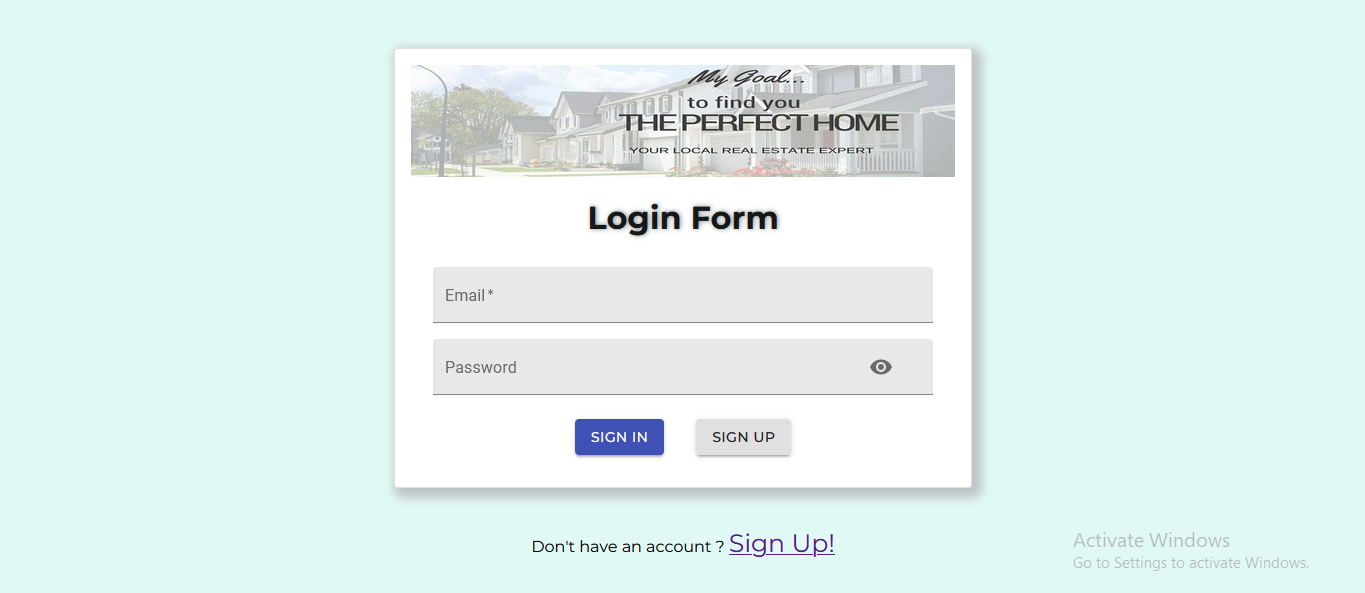 My Goal...
to find you
THE PERFECT HOME
YOUR LOCAL REAL ESTATE EXPERT
Login Form
Email *
Password
SIGN IN SIGN UP
Don't have an account ? Sign Up!
Activate Windows
Go to Settings to activate Windows.